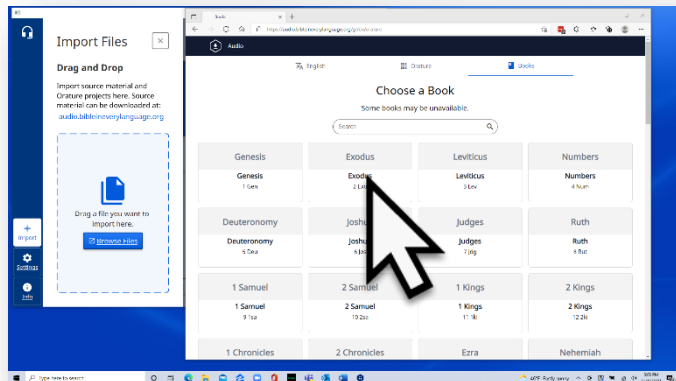 Import Files
Drag and Drop
Import source material and
Orature projects here. Source
material can be downloaded at:
audio.bibleineverylanguage.org
Drag a file you want to
import here.
Browse Files
Import
Settings
Info
Audio
English
Orature
Books
Choose a Book
Some books may be unavailable.
Search
Genesis
Exodus
Leviticus
Numbers
Genesis
Exodus
Leviticus
Numbers
1 Gen
3 Lev
4 Num
Deuteronomy
Judges
Ruth
Deuteronomy
Judges
Ruth
5 Deu
7 Jdg
8 Rut
1 Samuel
2 Samuel
1 Kings
2 Kings
1 Samuel
2 Samuel
1 Kings
2 Kings
9 1sa
10 2sa
11 1ki
12 2ki
1 Chronicles
2 Chronicles
Ezra
Nehemiah
Type here to search